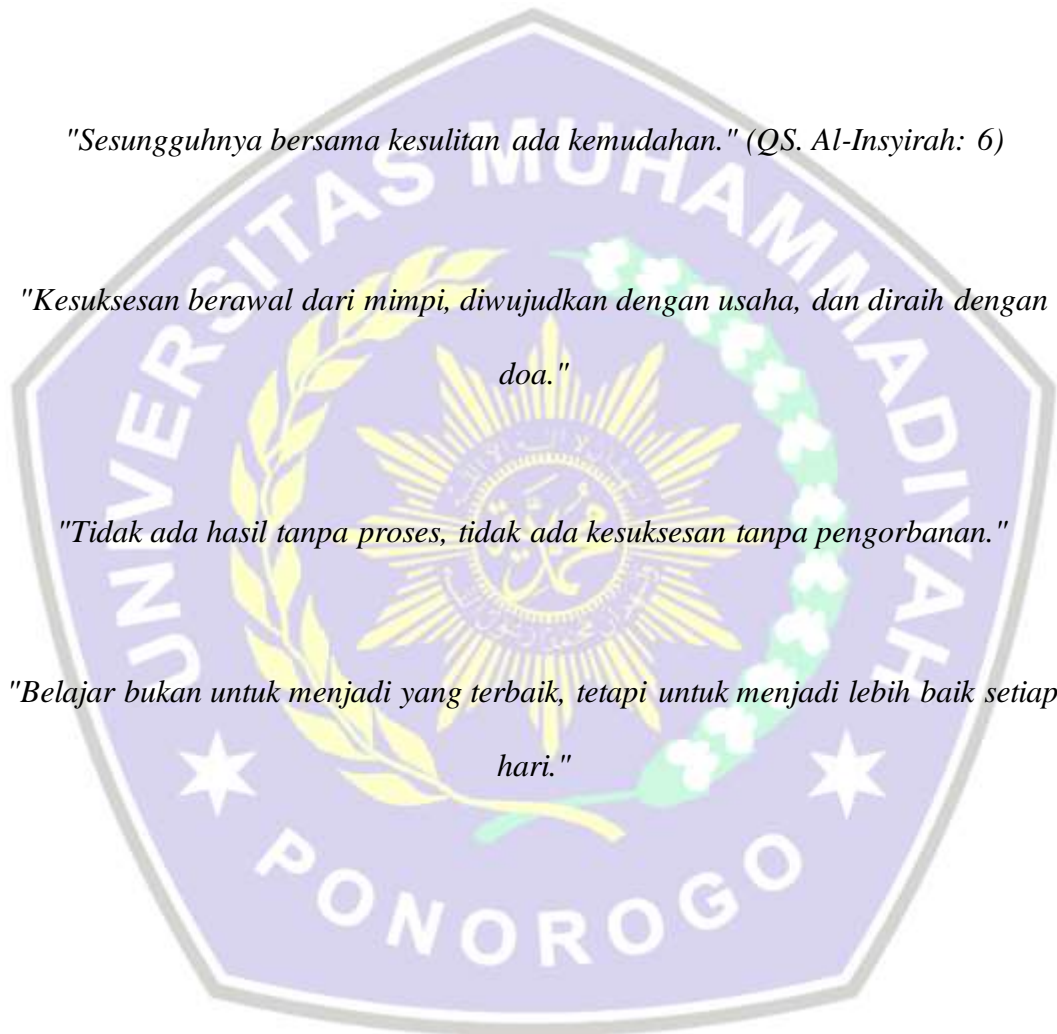 "Sesungguhnya bersama kesulitan ada kemudahan." (QS. Al-Insyirah: 6)
"Kesuksesan berawal dari mimpi, diwujudkan dengan usaha, dan diraih dengan
doa."
"Tidak ada hasil tanpa proses, tidak ada kesuksesan tanpa pengorbanan."
"Belajar bukan untuk menjadi yang terbaik, tetapi untuk menjadi lebih baik setiap
hari."
UNIVERSITAS MUHAMMADIYAH
PONOROGO